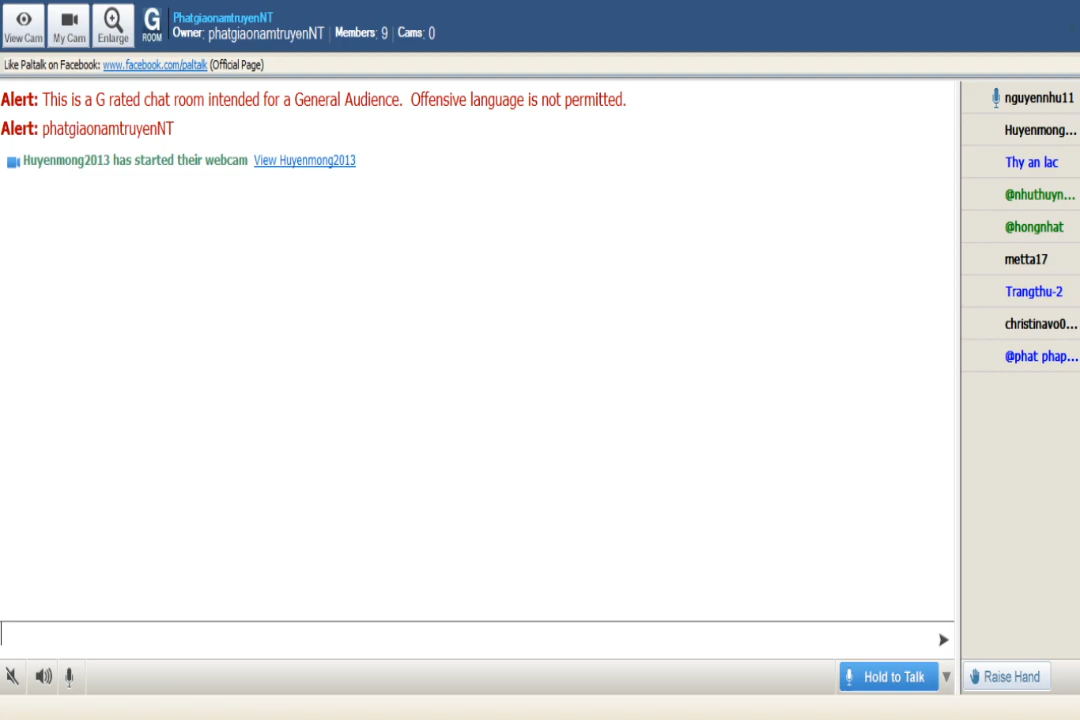 View Cam
My Cam
Enlarge
G
ROOM
PhatgiaonamtruyenNT
Owner: phatgiaonamtruyenNT | Members: 9 | Cams: 0
Like Paltalk on Facebook: www.facebook.com/paltalk (Official Page)
Alert: This is a G rated chat room intended for a General Audience. Offensive language is not permitted.
Alert: phatgiaonamtruyenNT
Huyenmong2013 has started their webcam View Huyenmong2013
nguyennhu11
Huyenmong...
Thy an lac
@nhuthuyn...
@hongnhat
metta17
Trangthu-2
christinavo0...
@phat phap...
Hold to Talk
Raise Hand